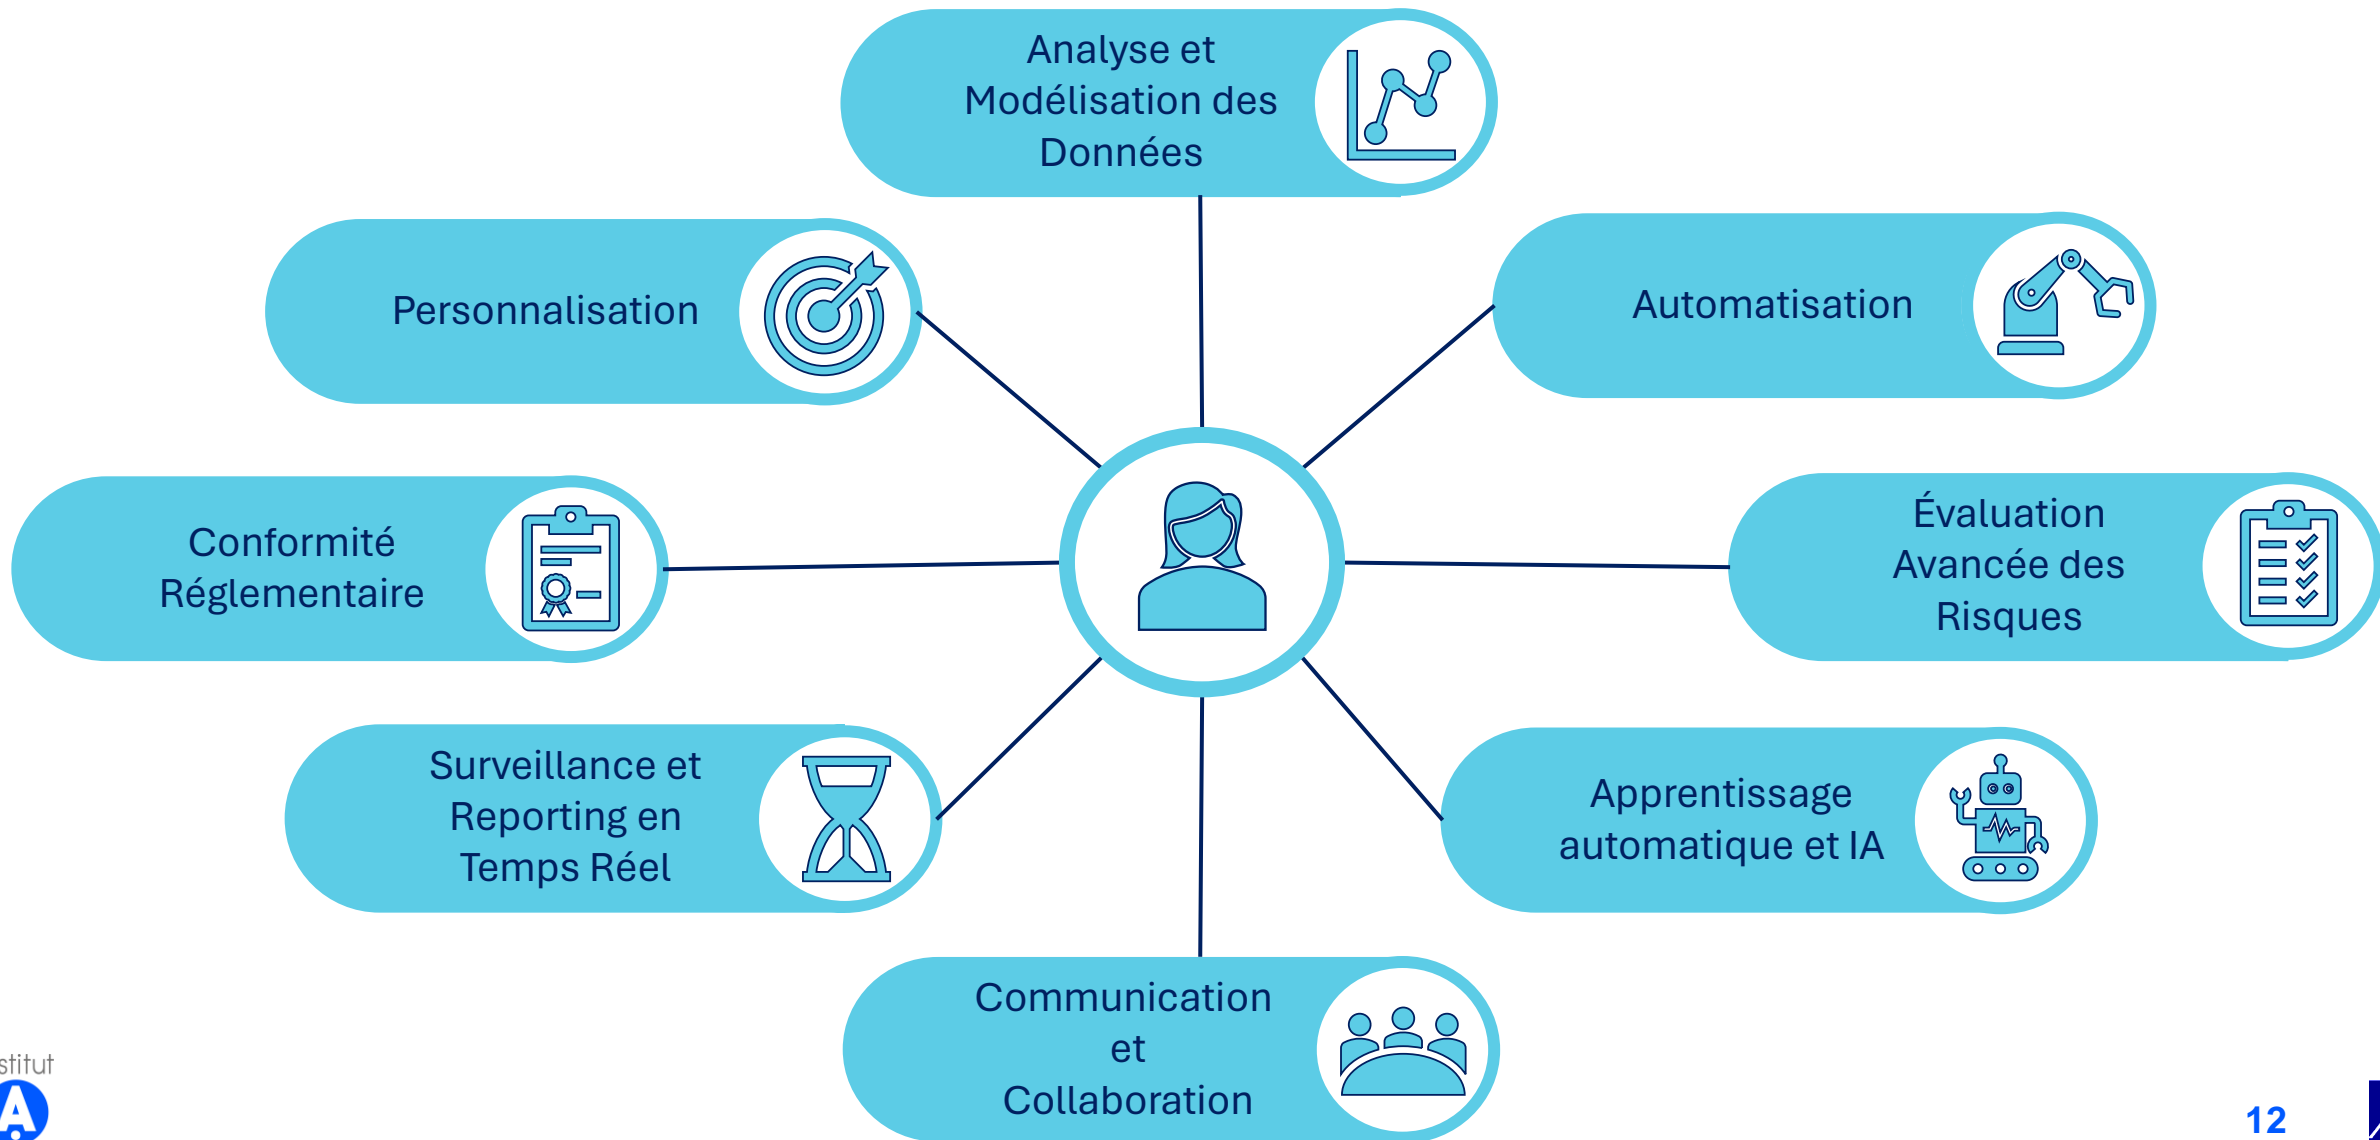 Analyse et
Modélisation des
Données
Personnalisation
Automatisation
Conformité
Réglementaire
Évaluation
Avancée des
Risques
Surveillance et
Reporting en
Temps Réel
Apprentissage
automatique et IA
Communication
et
Collaboration
stitut
A
12